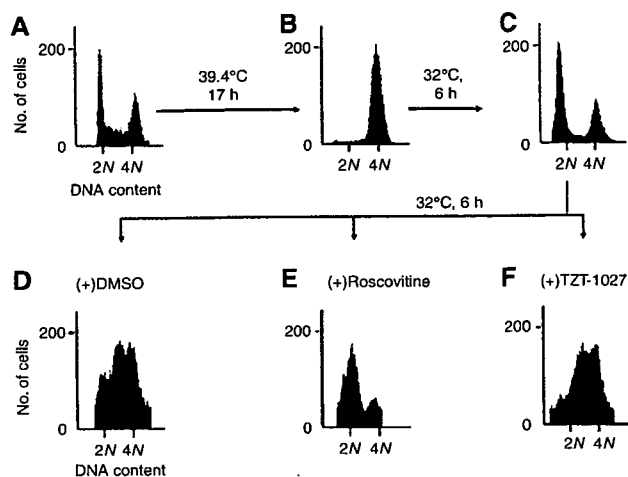 A
B
C
No. of cells
200
0
2N 4N
DNA content
39.4°C
17 h
200
0
2N 4N
32°C,
6 h
200
0
2N 4N
32°C, 6 h
D
(+)DMSO
No. of cells
200
0
2N 4N
DNA content
E
(+)Roscovitine
200
0
2N 4N
F
(+)TZT-1027
200
0
2N 4N